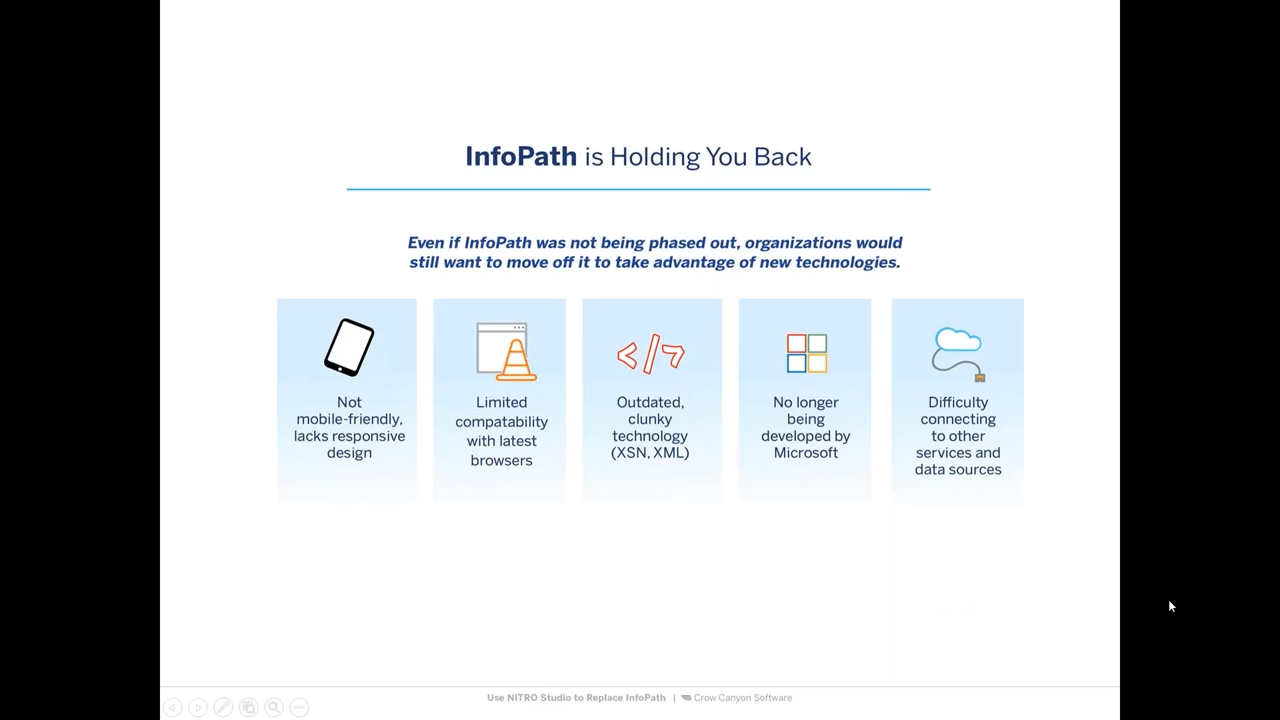 InfoPath is Holding You Back
Even if InfoPath was not being phased out, organizations would
still want to move off it to take advantage of new technologies.
Not
mobile-friendly,
lacks responsive
design
Limited
compatability
with latest
browsers
Outdated,
clunky
technology
(XSN, XML)
No longer
being
developed by
Microsoft
Difficulty
connecting
to other
services and
data sources
Use NITRO Studio to Replace InfoPath | Crow Canyon Software